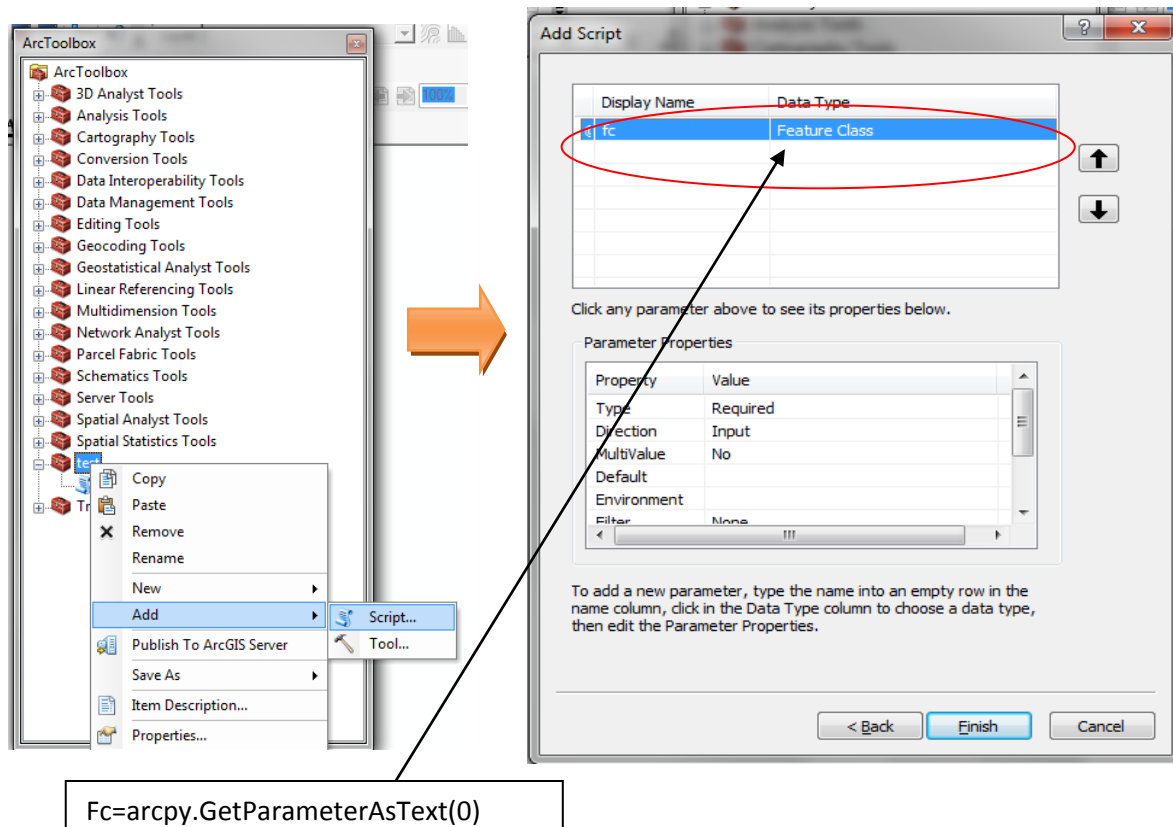 ArcToolbox
ArcToolbox
3D Analyst Tools
Analysis Tools
Cartography Tools
Conversion Tools
Data Interoperability Tools
Data Management Tools
Editing Tools
Geocoding Tools
Geostatistical Analyst Tools
Linear Referencing Tools
Multidimension Tools
Network Analyst Tools
Parcel Fabric Tools
Schematics Tools
Server Tools
Spatial Analyst Tools
Spatial Statistics Tools
test
Tr
Copy
Paste
Remove
Rename
New
Add
Publish To ArcGIS Server
Save As
Item Description...
Properties...
Script...
Tool...
100%
Add Script
Display Name Data Type
fc Feature Class
Click any parameter above to see its properties below.
Parameter Properties
Property Value
Type Required
Direction Input
MultiValue No
Default
Environment
Filter None
To add a new parameter, type the name into an empty row in the
name column, click in the Data Type column to choose a data type,
then edit the Parameter Properties.
< Back Finish Cancel
Fc=arcpy.GetParameterAsText(0)